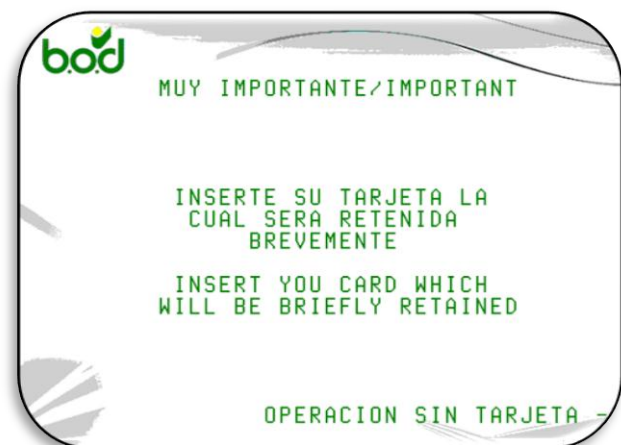 b.o.d
MUY IMPORTANTE/IMPORTANT
INSERTE SU TARJETA LA
CUAL SERA RETENIDA
BREVEMENTE
INSERT YOU CARD WHICH
WILL BE BRIEFLY RETAINED
OPERACION SIN TARJETA -